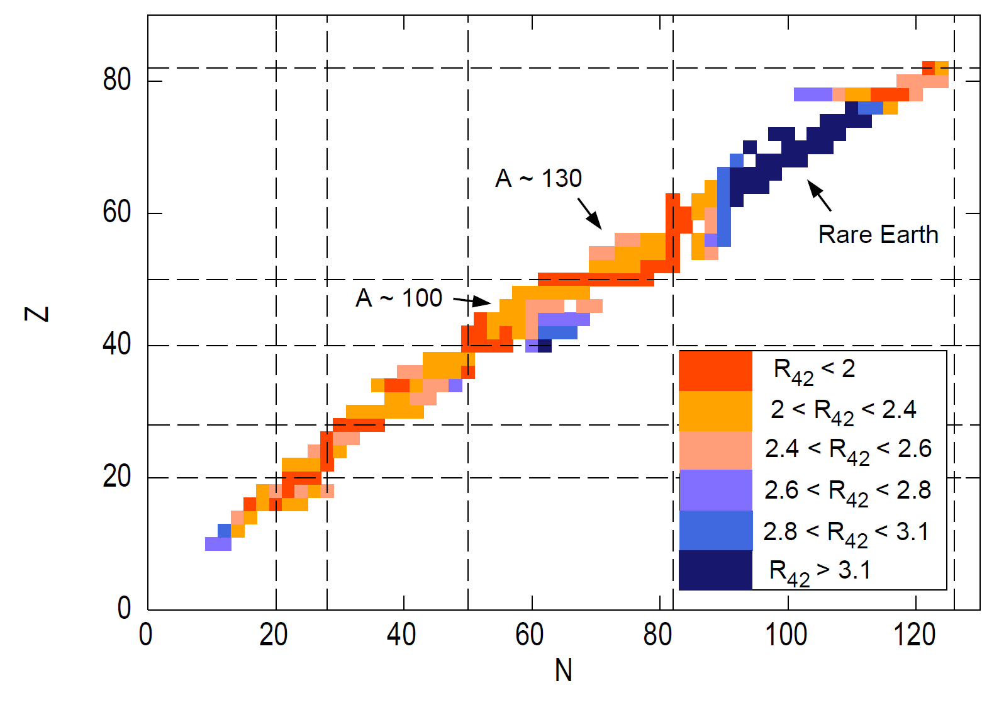 80
60
40
20
0
Z
0 20 40 60 80 100 120
N
A ~ 130
A ~ 100
Rare Earth
R42 < 2
2 < R42 < 2.4
2.4 < R42 < 2.6
2.6 < R42 < 2.8
2.8 < R42 < 3.1
R42 > 3.1